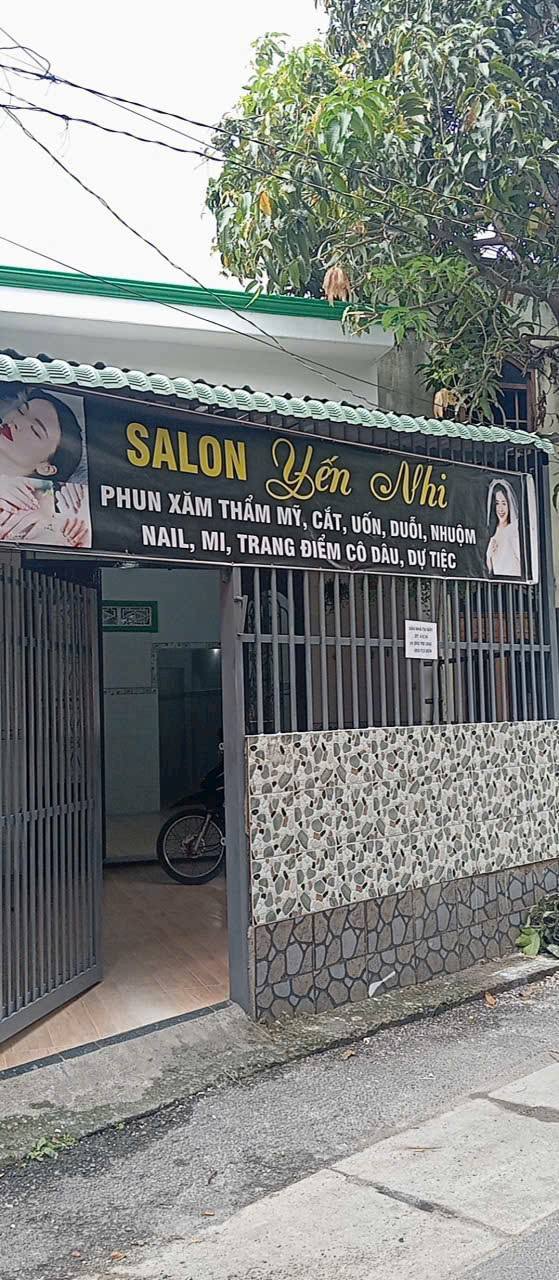 SALON Yến Nhi
PHUN XĂM THẨM MỸ, CẮT, UỐN, DUỖI, NHUỘM
NAIL, MI, TRANG ĐIỂM CÔ DÂU, DỰ TIỆC